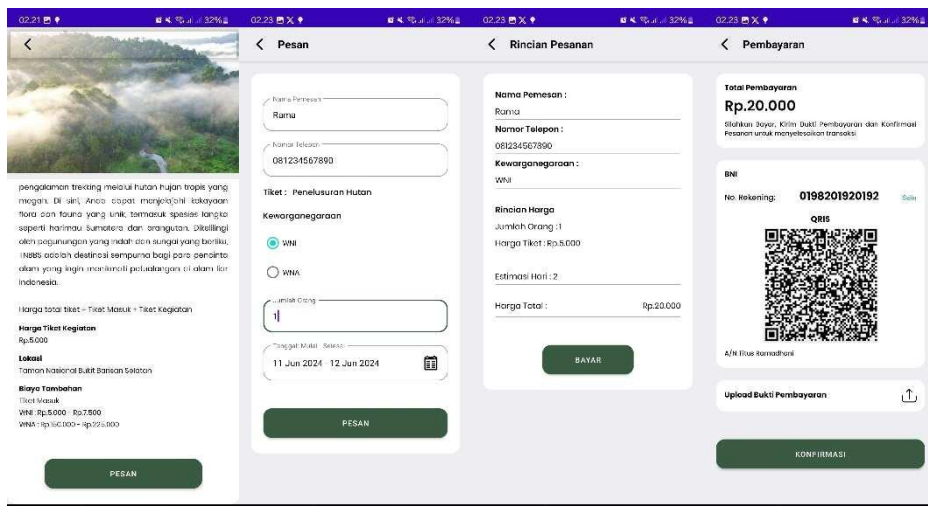 02.21
32%
pengalaman trekking melalui hutan hujan tropis yang
megah. Di sini, Anda dapat menjelajahi kekayaan
flora dan fauna yang unik, termasuk spesies langka
seperti harimau Sumatera dan orangutan. Dikelilingi
oleh pegunungan yang indah dan sungai yang berliku,
TNBBS adalah destinasi sempurna bagi para pencinta
alam yang ingin menikmati petualangan di alam liar
Indonesia.
Harga total tiket = Tiket Masuk + Tiket Kegiatan
Harga Tiket Kegiatan
Rp.5.000
Lokasi
Taman Nasional Bukit Barisan Selatan
Biaya Tambahan
Tiket Masuk
WNI : Rp.5.000 - Rp.7.500
WNA : Rp.150.000 - Rp.225.000
PESAN
02.23
32%
Pesan
Nama Pemesan
Rama
Nomor Telepon
081234567890
Tiket : Penelusuran Hutan
Kewarganegaraan
WNI
WNA
Jumlah Orang
1
Tanggal Mulai - Selesai
11 Jun 2024 - 12 Jun 2024
PESAN
02.23
32%
Rincian Pesanan
Nama Pemesan :
Rama
Nomor Telepon :
081234567890
Kewarganegaraan :
WNI
Rincian Harga
Jumlah Orang :1
Harga Tiket : Rp.5.000
Estimasi Hari : 2
Harga Total : Rp.20.000
BAYAR
02.23
32%
Pembayaran
Total Pembayaran
Rp.20.000
Silahkan Bayar, Kirim Bukti Pembayaran dan Konfirmasi
Pesanan untuk menyelesaikan transaksi
BNI
No. Rekening: 0198201920192 Salin
QRIS
A/N Titus Ramadhani
Upload Bukti Pembayaran
KONFIRMASI